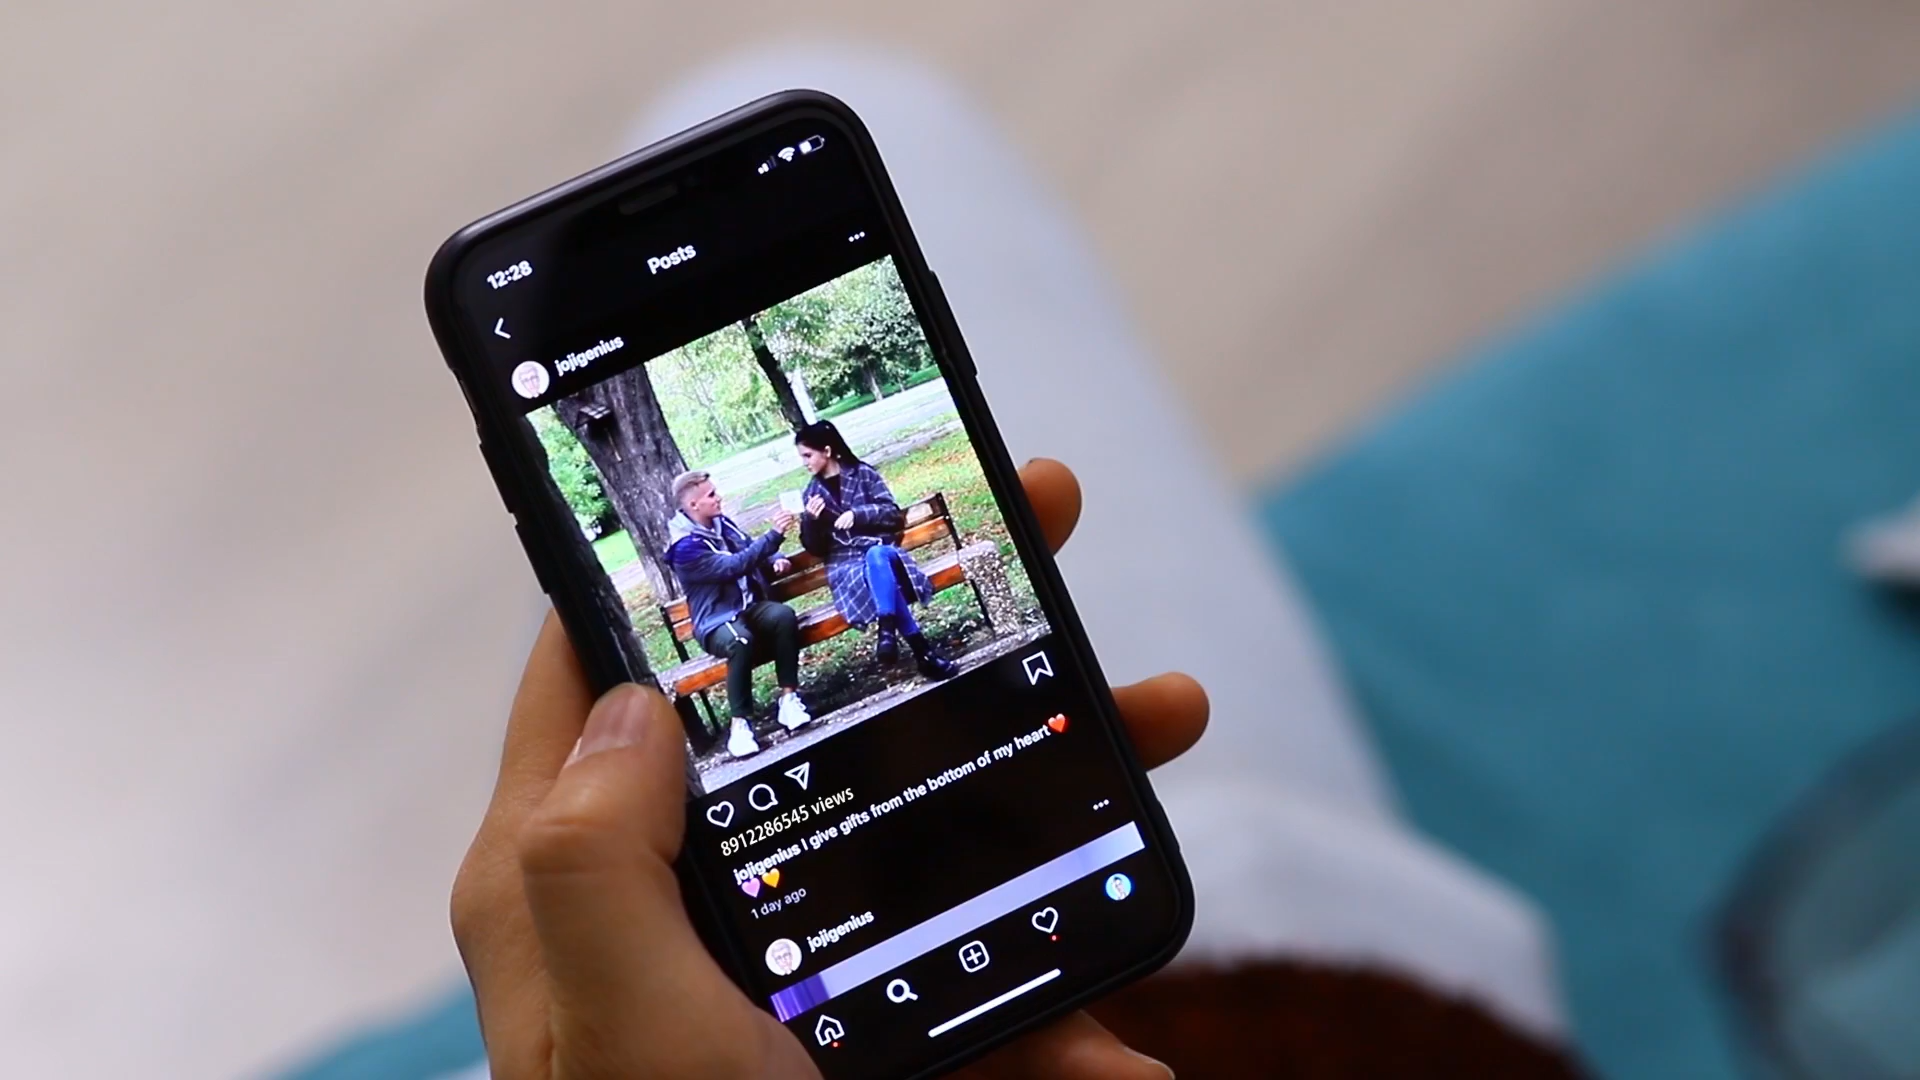 12:28
Posts
jojigenius
8912286545 views
jojigenius I give gifts from the bottom of my heart❤️
💜🧡
1 day ago
jojigenius